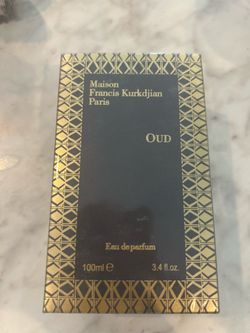 Maison
Francis Kurkdjian
Paris
OUD
Eau de parfum
100ml ℮ 3.4 fl.oz.